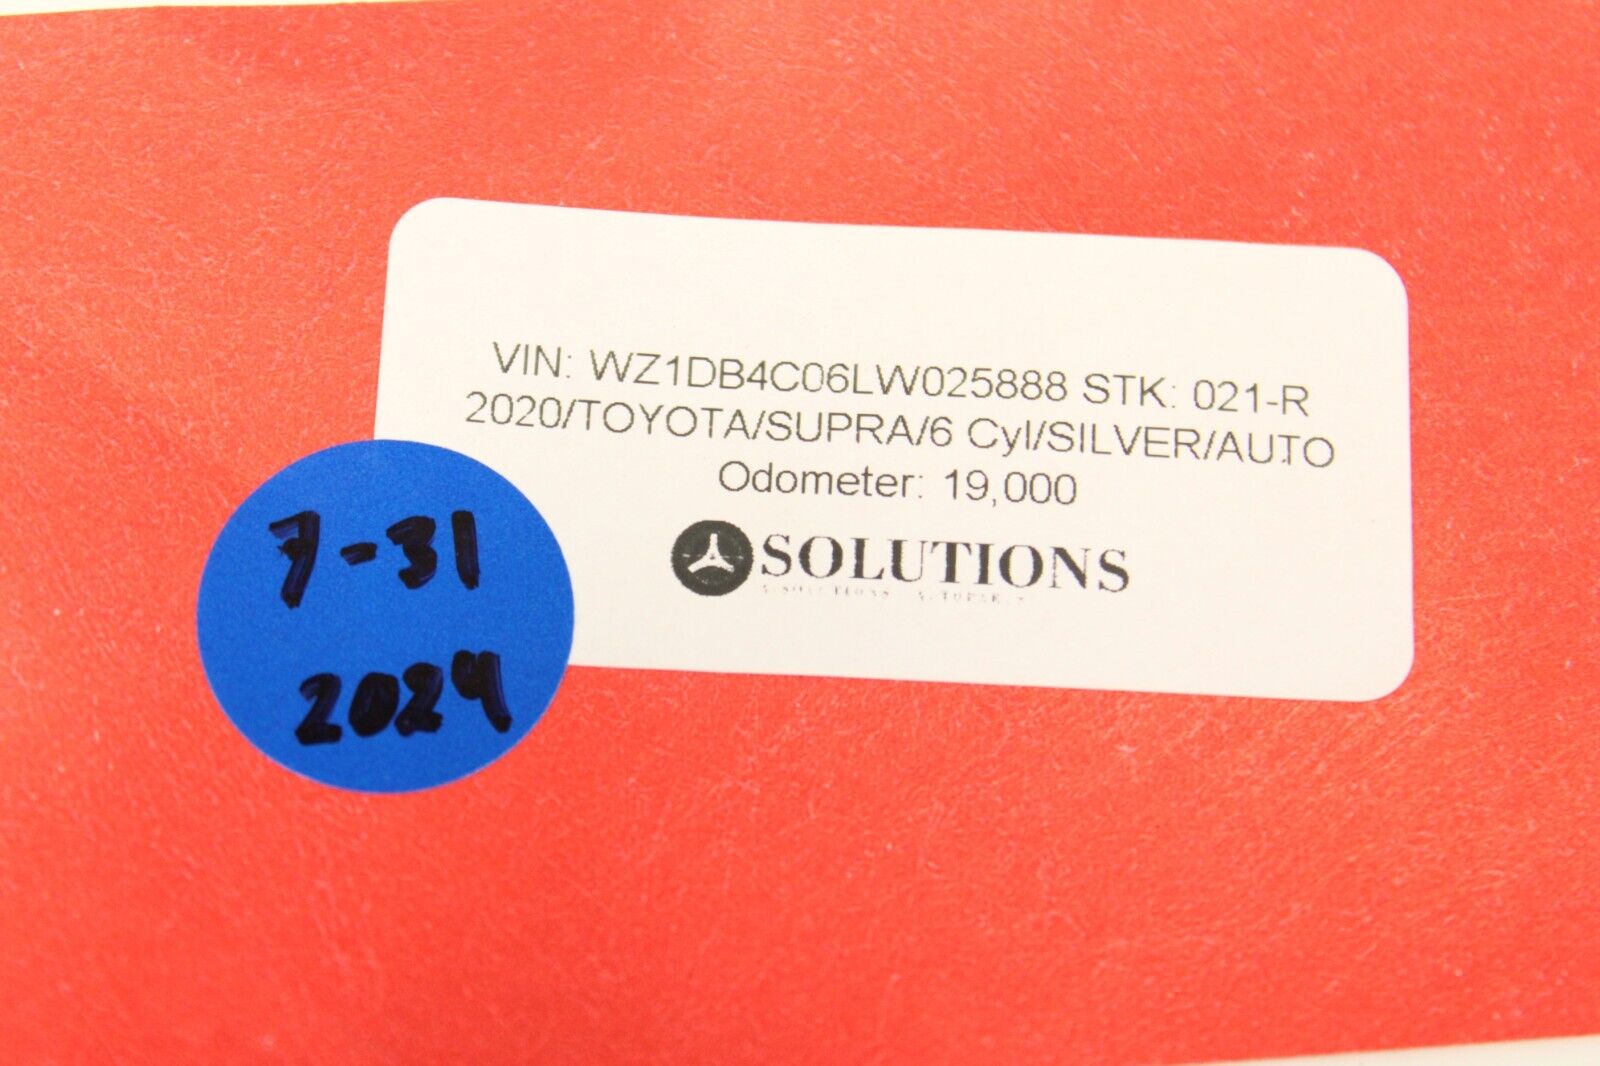 VIN: WZ1DB4C06LW025888 STK: 021-R
2020/TOYOTA/SUPRA/6 Cyl/SILVER/AUTO
Odometer: 19,000
SOLUTIONS
7-31
2024